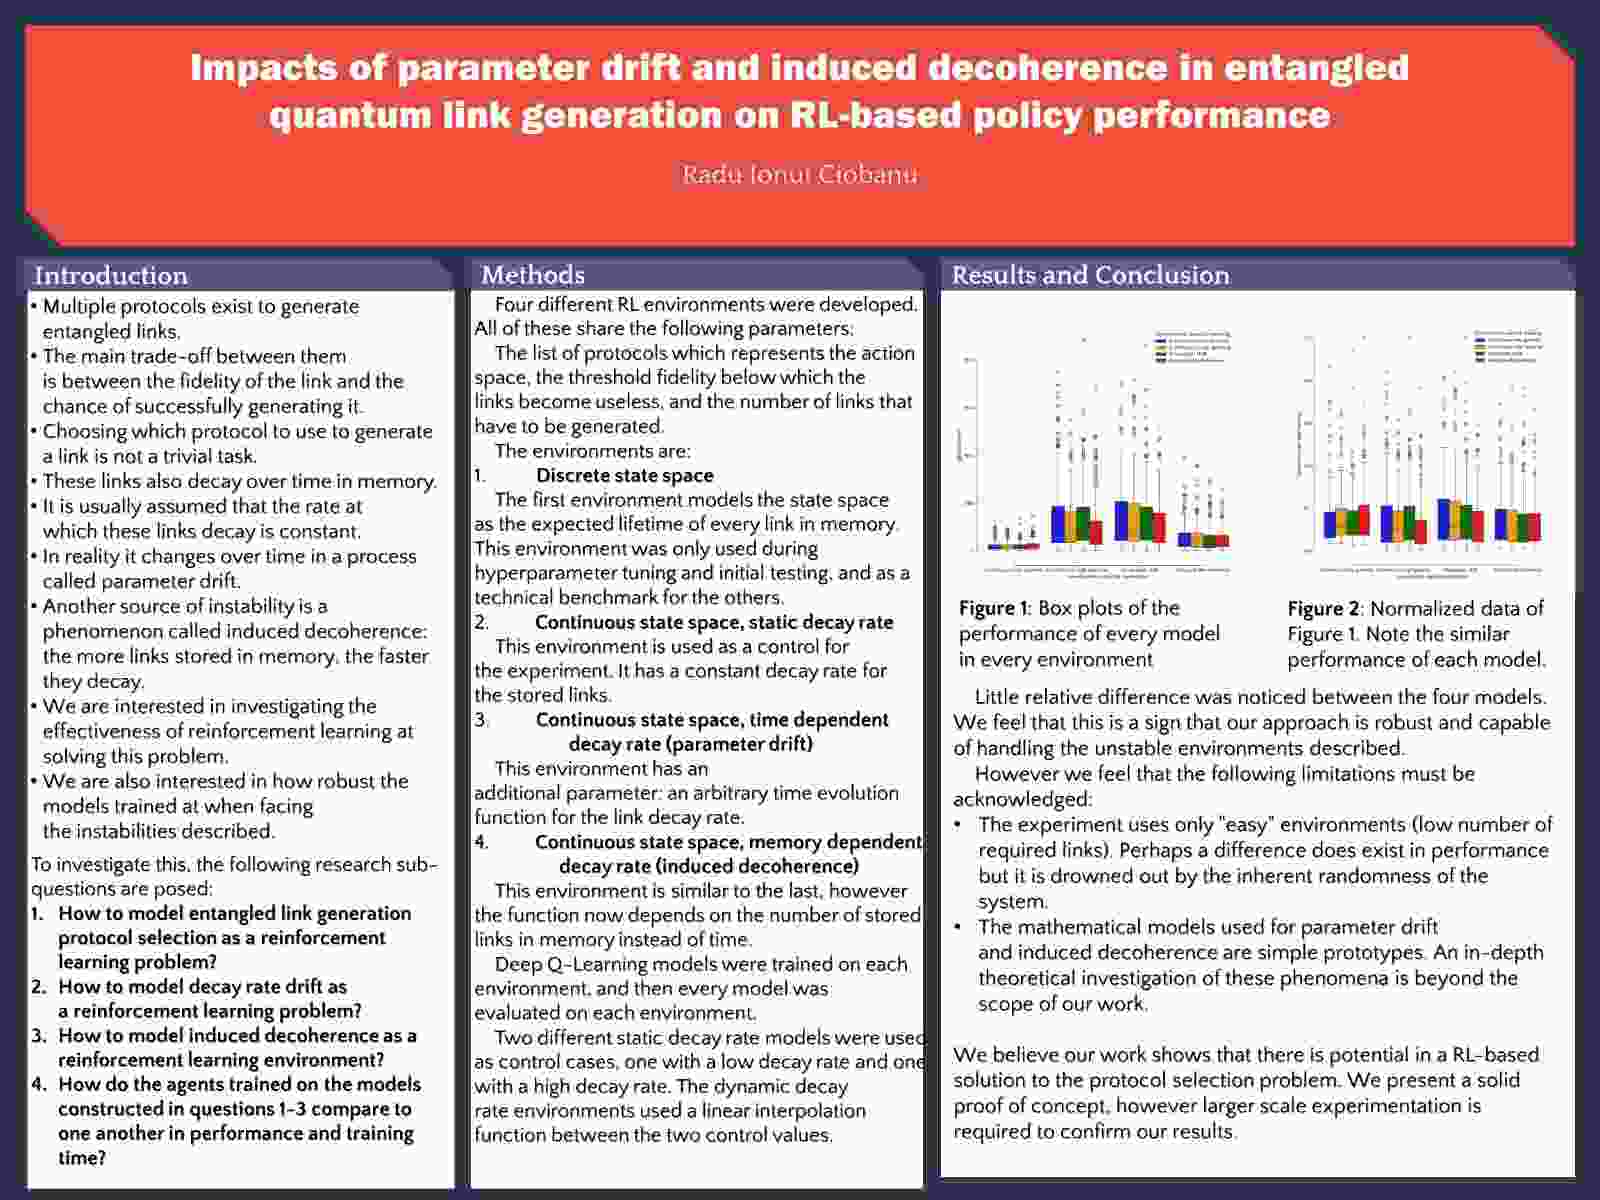 Impacts of parameter drift and induced decoherence in entangled
quantum link generation on RL-based policy performance
Radu Ionut Ciobanu
Introduction
• Multiple protocols exist to generate
entangled links.
• The main trade-off between them
is between the fidelity of the link and the
chance of successfully generating it.
• Choosing which protocol to use to generate
a link is not a trivial task.
• These links also decay over time in memory.
• It is usually assumed that the rate at
which these links decay is constant.
• In reality it changes over time in a process
called parameter drift.
• Another source of instability is a
phenomenon called induced decoherence:
the more links stored in memory, the faster
they decay.
• We are interested in investigating the
effectiveness of reinforcement learning at
solving this problem.
• We are also interested in how robust the
models trained at when facing
the instabilities described.
To investigate this, the following research sub-
questions are posed:
1. How to model entangled link generation
protocol selection as a reinforcement
learning problem?
2. How to model decay rate drift as
a reinforcement learning problem?
3. How to model induced decoherence as a
reinforcement learning environment?
4. How do the agents trained on the models
constructed in questions 1-3 compare to
one another in performance and training
time?
Methods
Four different RL environments were developed.
All of these share the following parameters:
The list of protocols which represents the action
space, the threshold fidelity below which the
links become useless, and the number of links that
have to be generated.
The environments are:
1. Discrete state space
The first environment models the state space
as the expected lifetime of every link in memory.
This environment was only used during
hyperparameter tuning and initial testing, and as a
technical benchmark for the others.
2. Continuous state space, static decay rate
This environment is used as a control for
the experiment. It has a constant decay rate for
the stored links.
3. Continuous state space, time dependent
decay rate (parameter drift)
This environment has an
additional parameter: an arbitrary time evolution
function for the link decay rate.
4. Continuous state space, memory dependent
decay rate (induced decoherence)
This environment is similar to the last, however
the function now depends on the number of stored
links in memory instead of time.
Deep Q-Learning models were trained on each
environment, and then every model was
evaluated on each environment.
Two different static decay rate models were used
as control cases, one with a low decay rate and one
with a high decay rate. The dynamic decay
rate environments used a linear interpolation
function between the two control values.
Results and Conclusion
Figure 1: Box plots of the
performance of every model
in every environment
Figure 2: Normalized data of
Figure 1. Note the similar
performance of each model.
Little relative difference was noticed between the four models.
We feel that this is a sign that our approach is robust and capable
of handling the unstable environments described.
However we feel that the following limitations must be
acknowledged:
• The experiment uses only "easy" environments (low number of
required links). Perhaps a difference does exist in performance
but it is drowned out by the inherent randomness of the
system.
• The mathematical models used for parameter drift
and induced decoherence are simple prototypes. An in-depth
theoretical investigation of these phenomena is beyond the
scope of our work.
We believe our work shows that there is potential in a RL-based
solution to the protocol selection problem. We present a solid
proof of concept, however larger scale experimentation is
required to confirm our results.